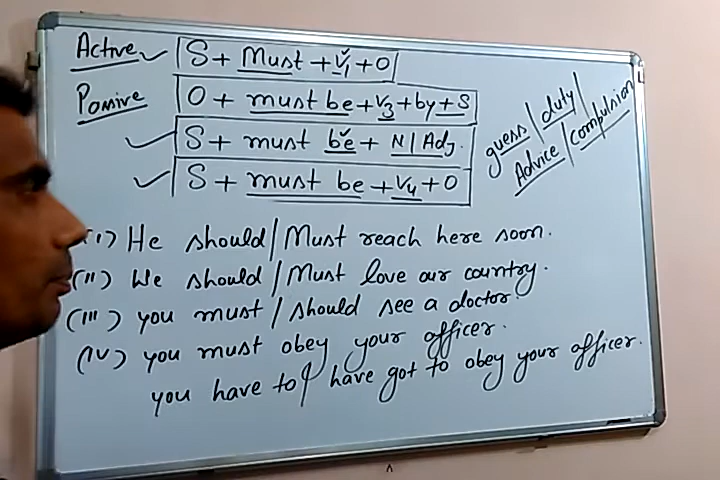 Active S + Must + V1 + O
Passive O + must be + V3 + by + S
S + must be + N | Adj.
S + must be + V4 + O
guess / duty /
Advice / compulsion
(I) He should / Must reach here soon.
(II) We should / Must love our country.
(III) you must / should see a doctor
(IV) you must obey your officer.
you have to / have got to obey your officer.